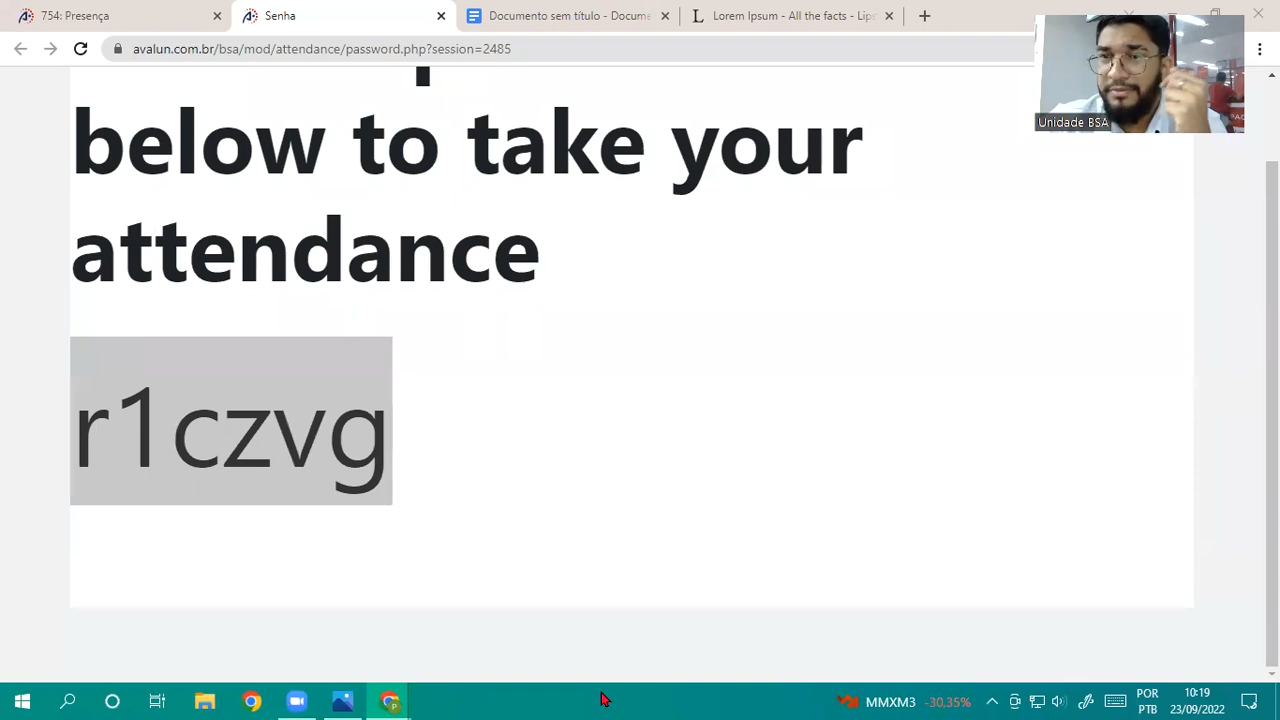 754: Presença
Senha
Documento sem título - Docume
Lorem Ipsum - All the facts - Lips
avalun.com.br/bsa/mod/attendance/password.php?session=2485
Unidade BSA
below to take your
attendance
r1czvg
MMXM3 -30,35%
POR
PTB
10:19
23/09/2022